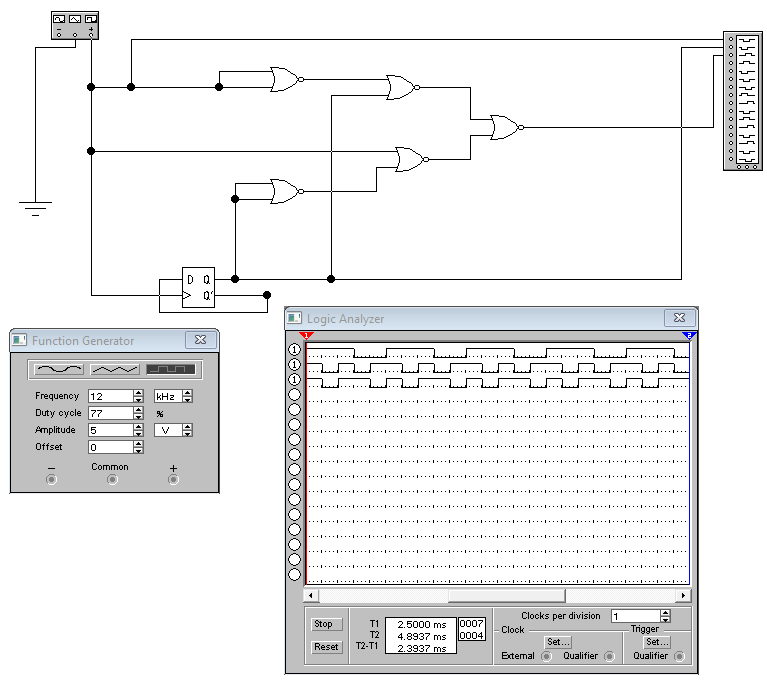 − +
D Q
Q'
Function Generator
Frequency 12 kHz
Duty cycle 77 %
Amplitude 5 V
Offset 0
− Common +
Logic Analyzer
1 2
1
1
1
Clocks per division 1
Stop
T1 2.5000 ms 0007
T2 4.8937 ms 0004
T2-T1 2.3937 ms
Reset
Clock Trigger
Set... Set...
External Qualifier Qualifier